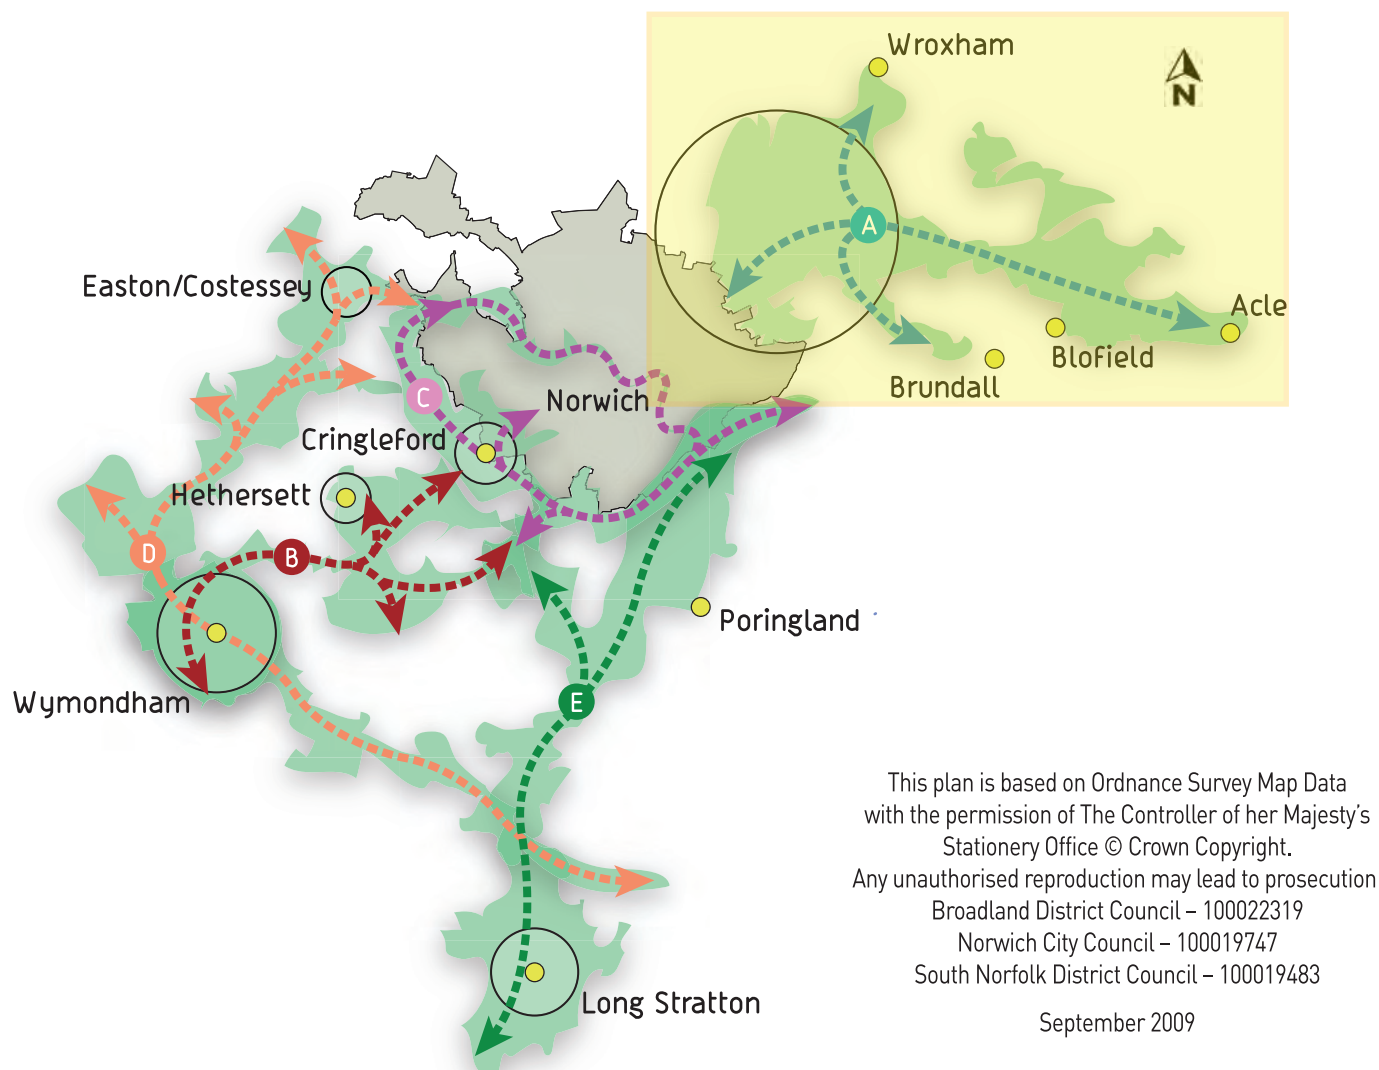 Wroxham
N
A
Easton/Costessey
Acle
Blofield
Brundall
C
Norwich
Cringleford
Hethersett
D
B
Poringland
Wymondham
E
This plan is based on Ordnance Survey Map Data
with the permission of The Controller of her Majesty's
Stationery Office © Crown Copyright.
Any unauthorised reproduction may lead to prosecution
Broadland District Council – 100022319
Norwich City Council – 100019747
South Norfolk District Council – 100019483
Long Stratton
September 2009